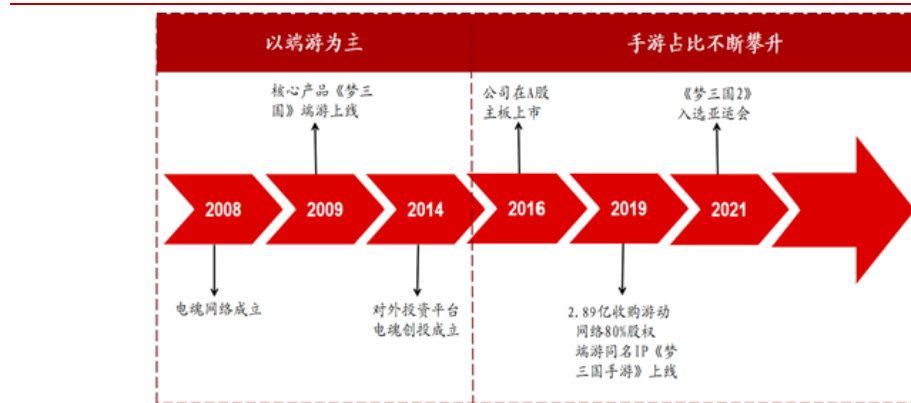 以端游为主
手游占比不断攀升
核心产品《梦三
国》端游上线
公司在A股
主板上市
《梦三国2》
入选亚运会
2008
2009
2014
2016
2019
2021
电魂网络成立
对外投资平台
电魂创投成立
2.89亿收购游动
网络80%股权
端游同名IP《梦
三国手游》上线